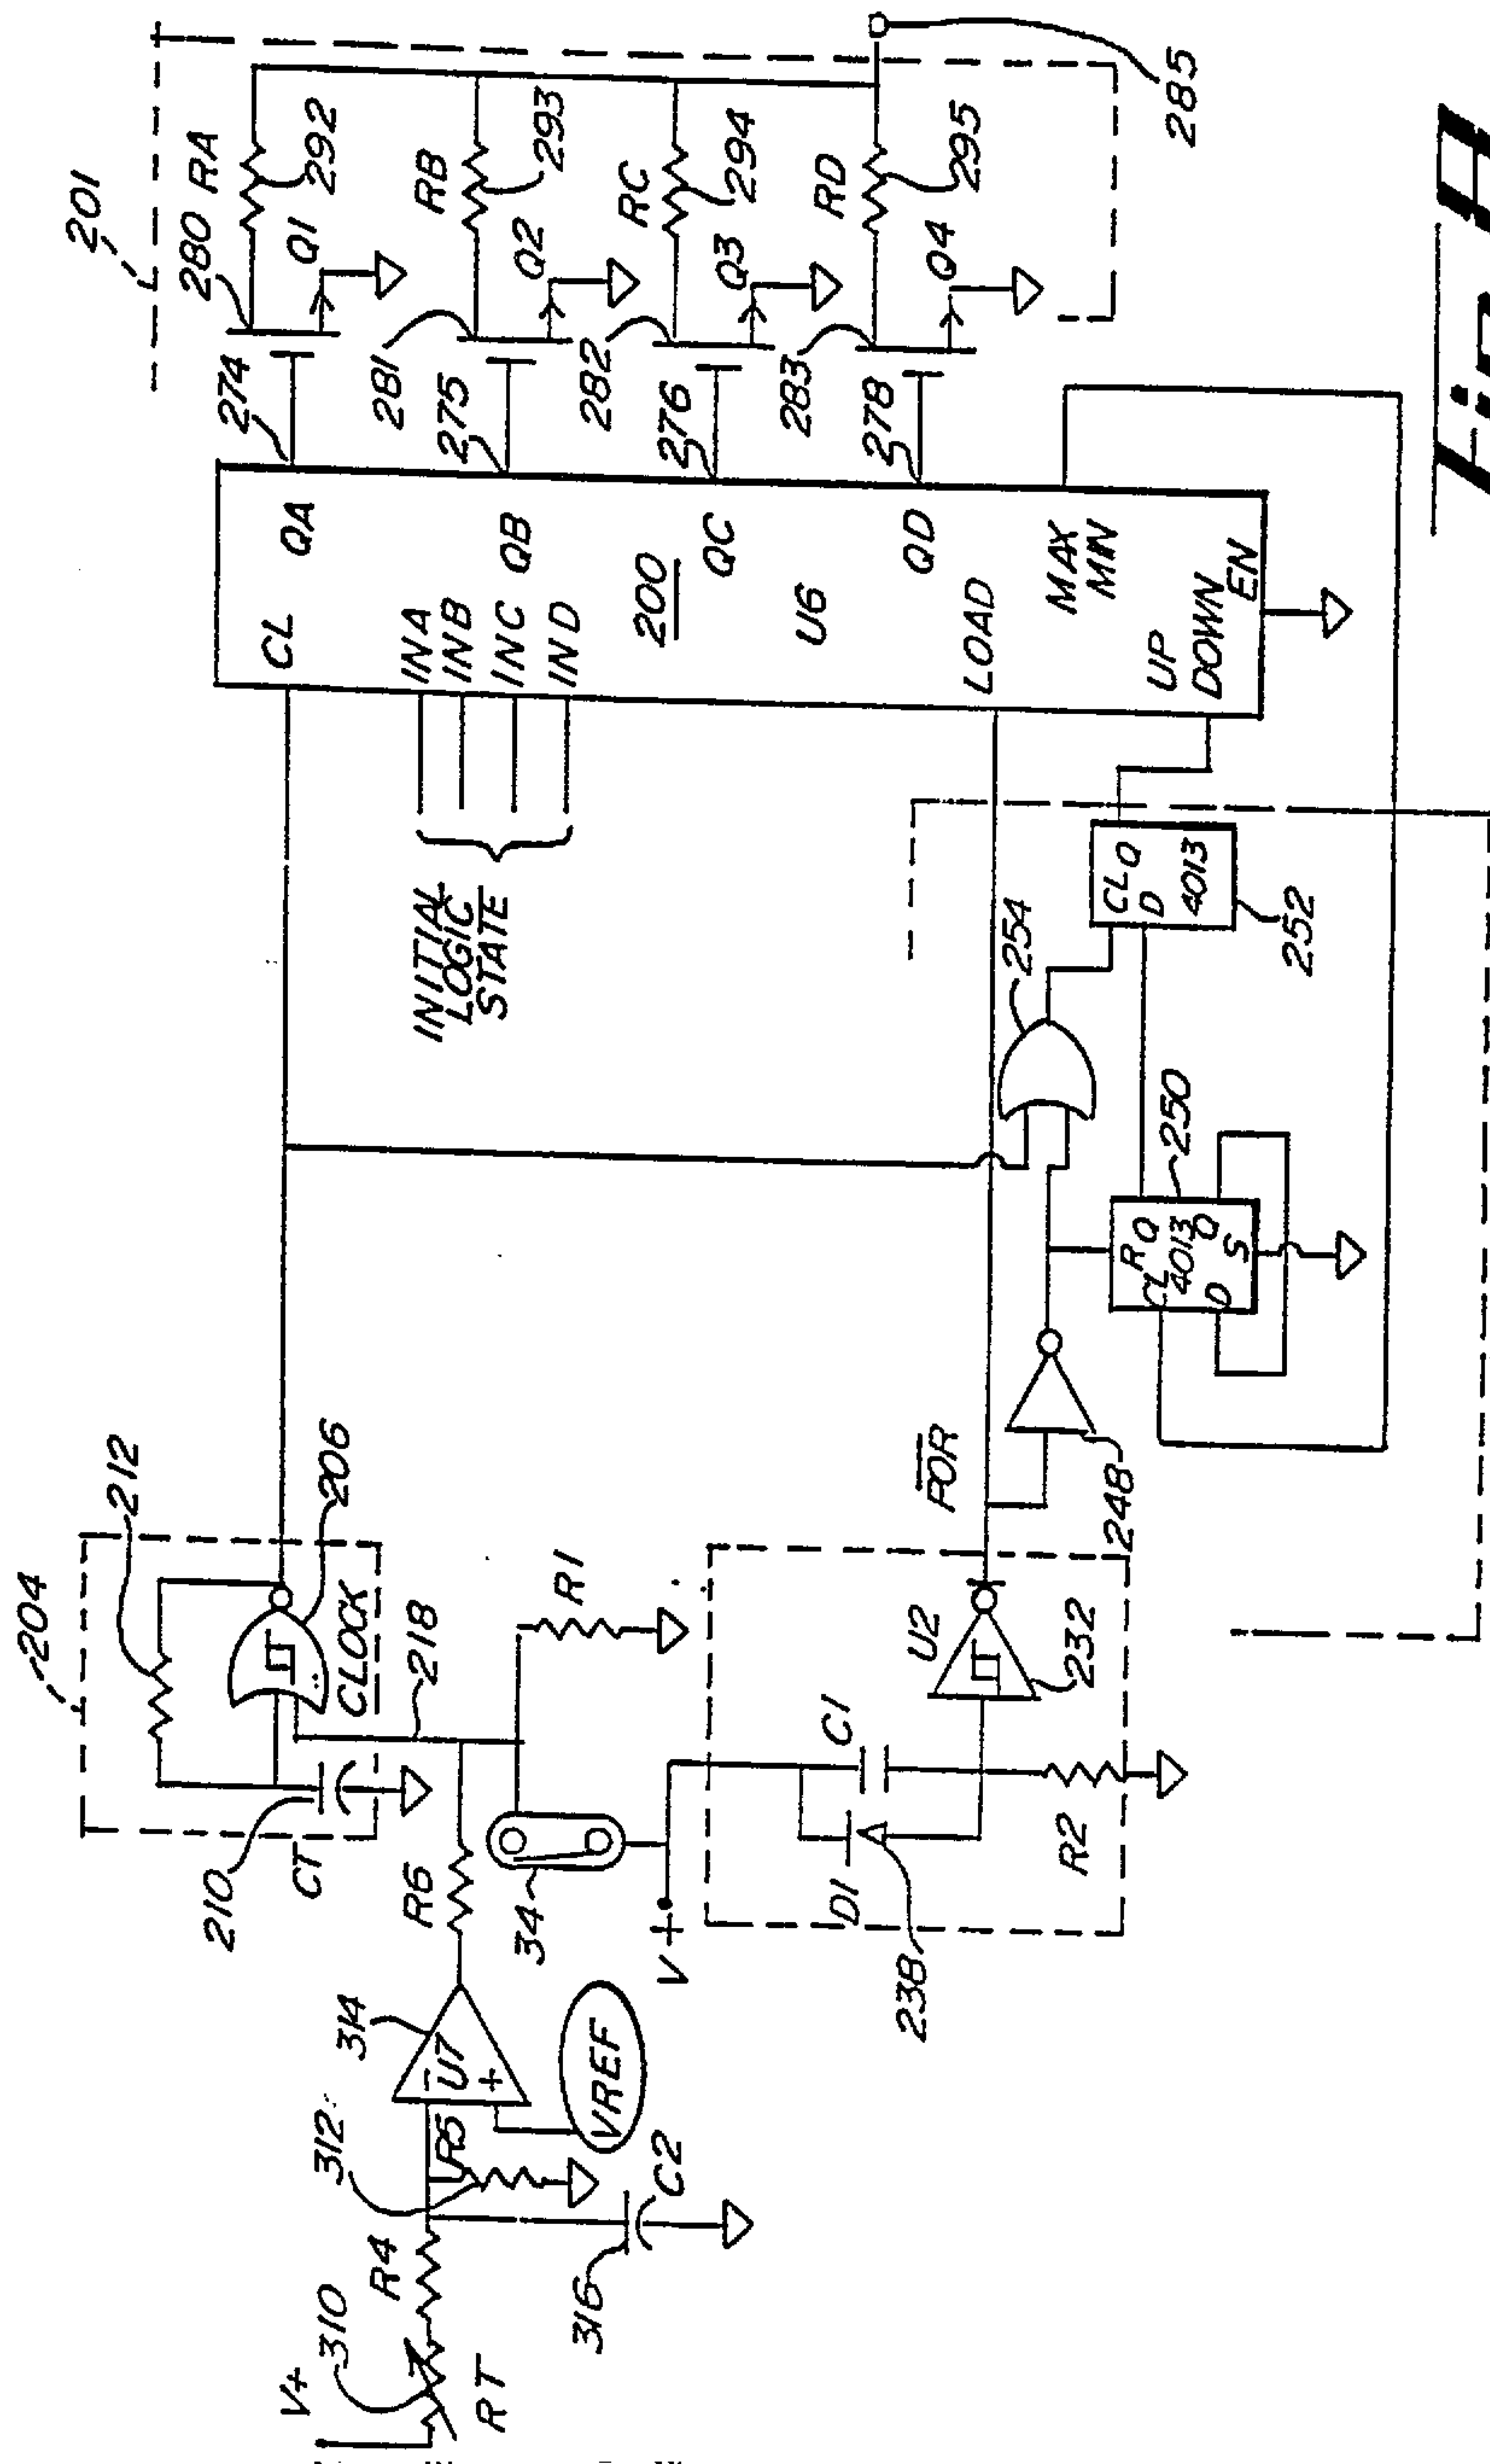 204
212
206
CLOCK
210
CT
218
R1
R6
34
314
U7
-
+
VREF
312
R5
R4
310
V+
RT
316
C2
V+
D1
238
C1
R2
U2
232
POR
248
254
R Q
CL
4013
D Q
S
250
CL Q
D
4013
252
INITIAL
LOGIC
STATE
CL
QA
INA
INB
QB
INC
IND
200
QC
U6
QD
LOAD
MAX
MIN
UP
DOWN
EN
274
275
276
278
201
280
RA
292
Q1
281
RB
293
Q2
282
RC
294
Q3
283
RD
295
Q4
285